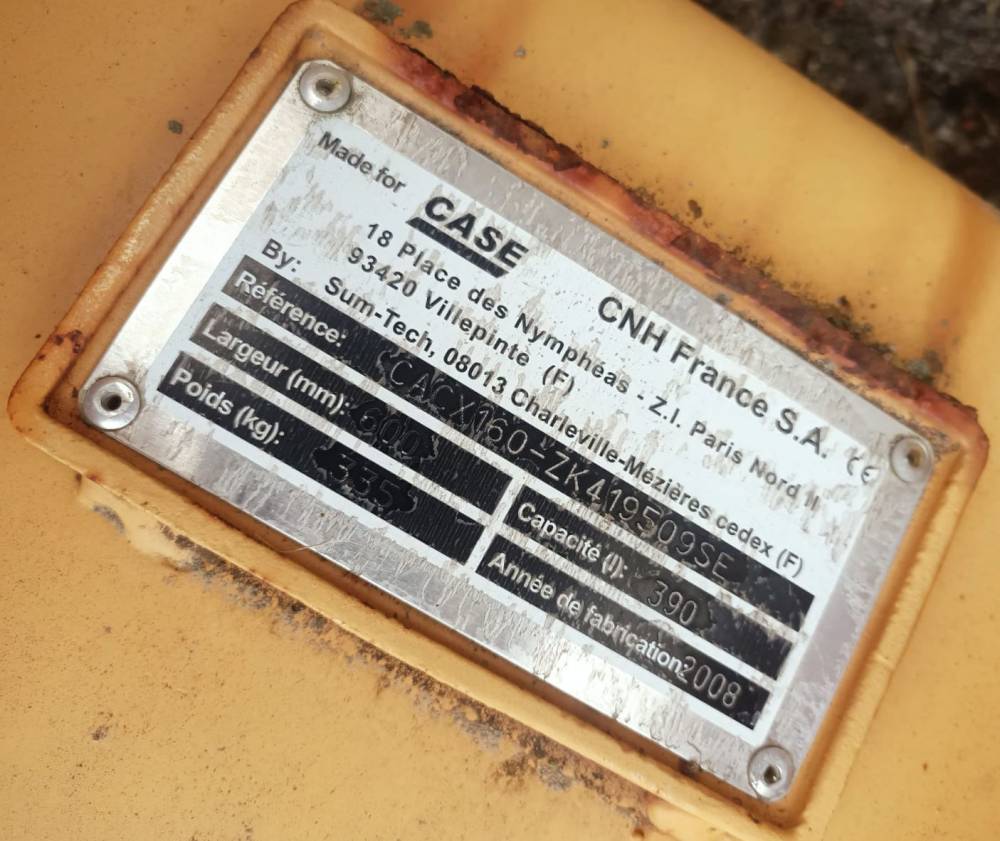 Made for CASE CNH France S.A. CE
18 Place des Nymphéas - Z.I. Paris Nord II
93420 Villepinte (F)
By: Sum-Tech, 08013 Charleville-Mézières cedex (F)
Référence: CACX160-ZK419509SE
Largeur (mm): 600 Capacité (l): 390
Poids (kg): 335 Année de fabrication: 2008